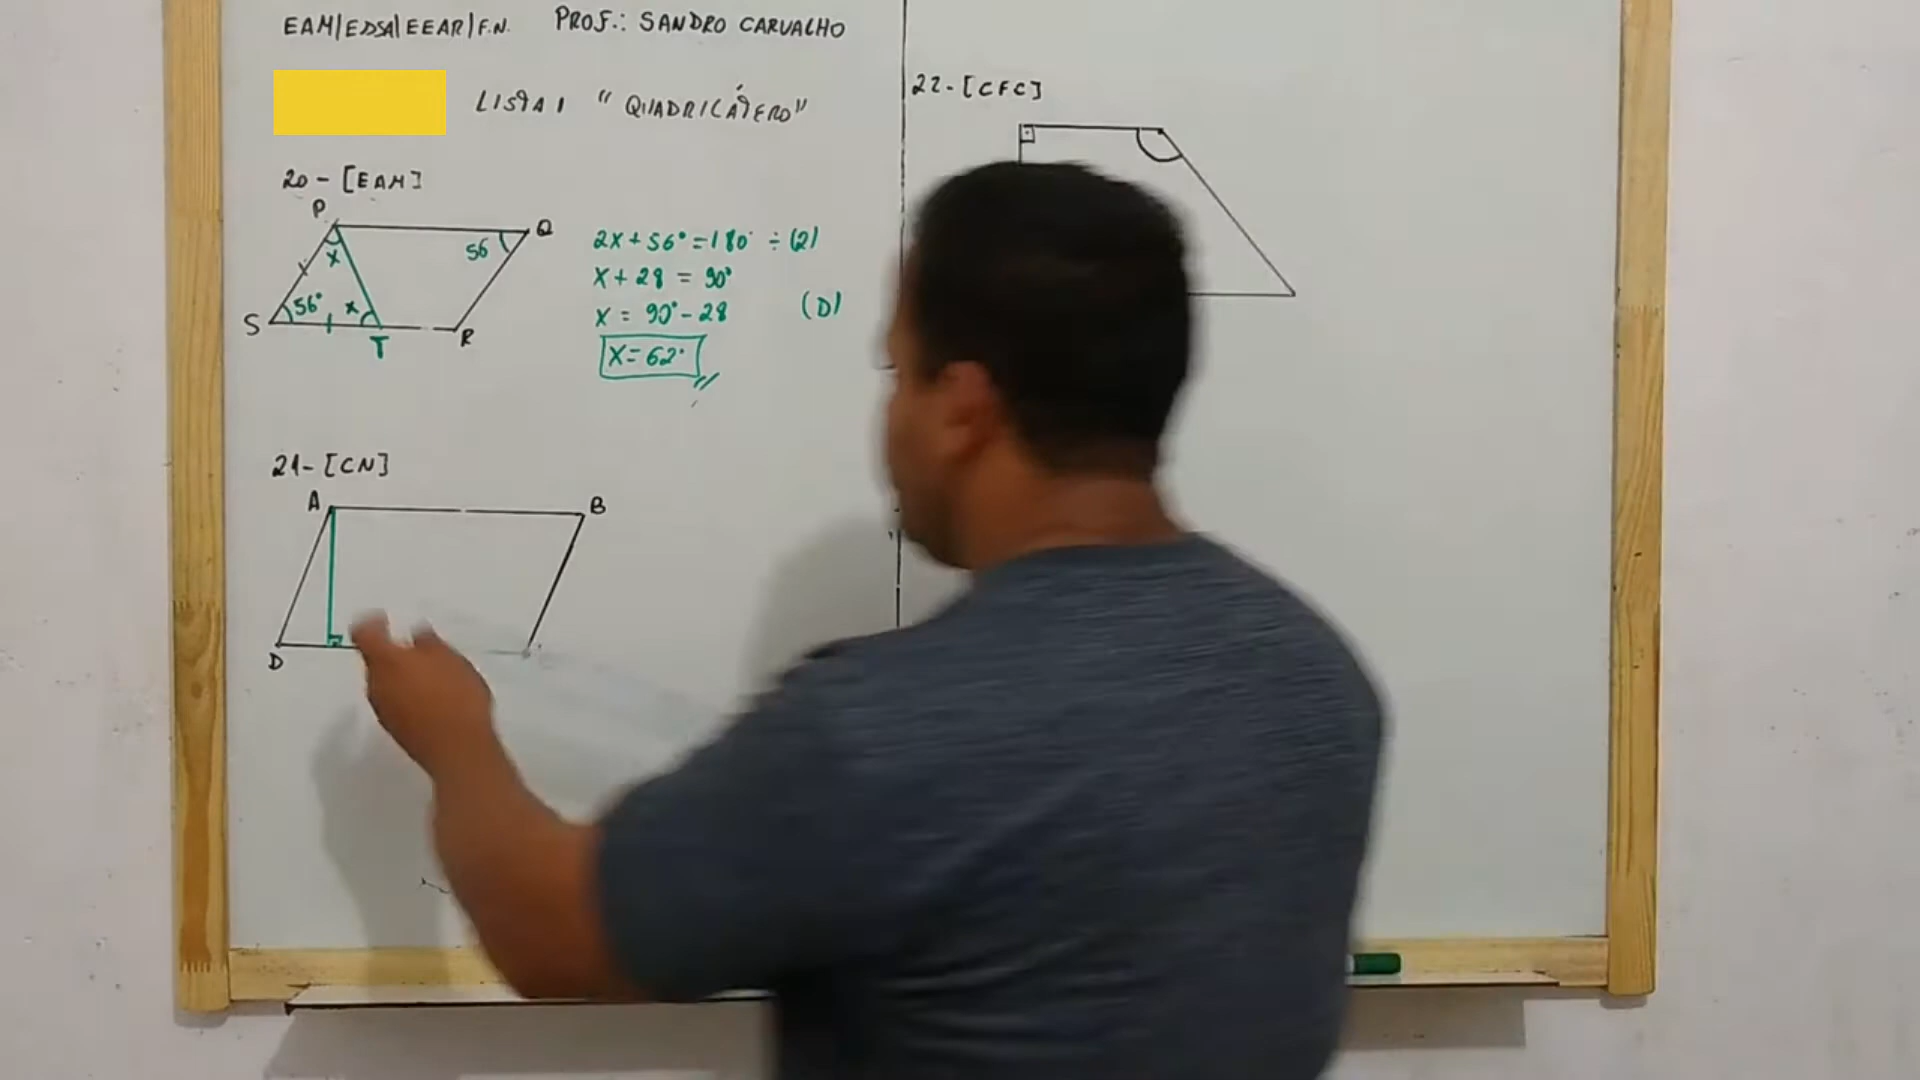 EAM/EDSA/EEAR/F.N. PROF.: SANDRO CARVALHO
LISTA 1 "QUADRILÁTERO"
20 - [EAM]
P
Q
56
x
56°
x
S
T
R
2x + 56° = 180° ÷ (2)
x + 28 = 90°
x = 90° - 28 (D)
x = 62°
21 - [CN]
A
B
D
22 - [CFC]